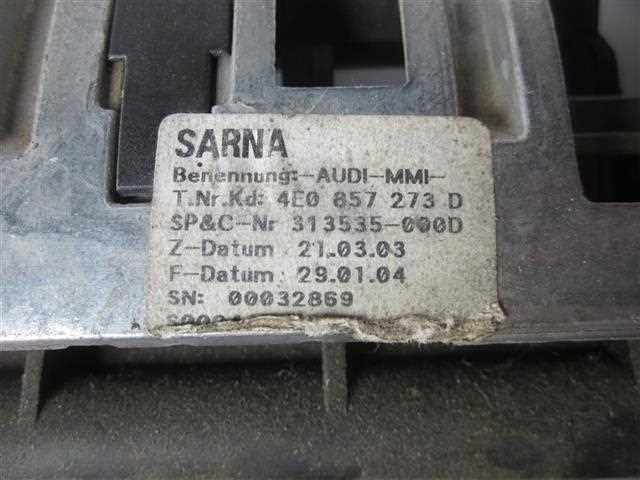 SARNA
Benennung:-AUDI-MMI-
T.Nr.Kd: 4E0 857 273 D
SP&C-Nr 313535-000D
Z-Datum 21.03.03
F-Datum 29.01.04
SN: 00032869